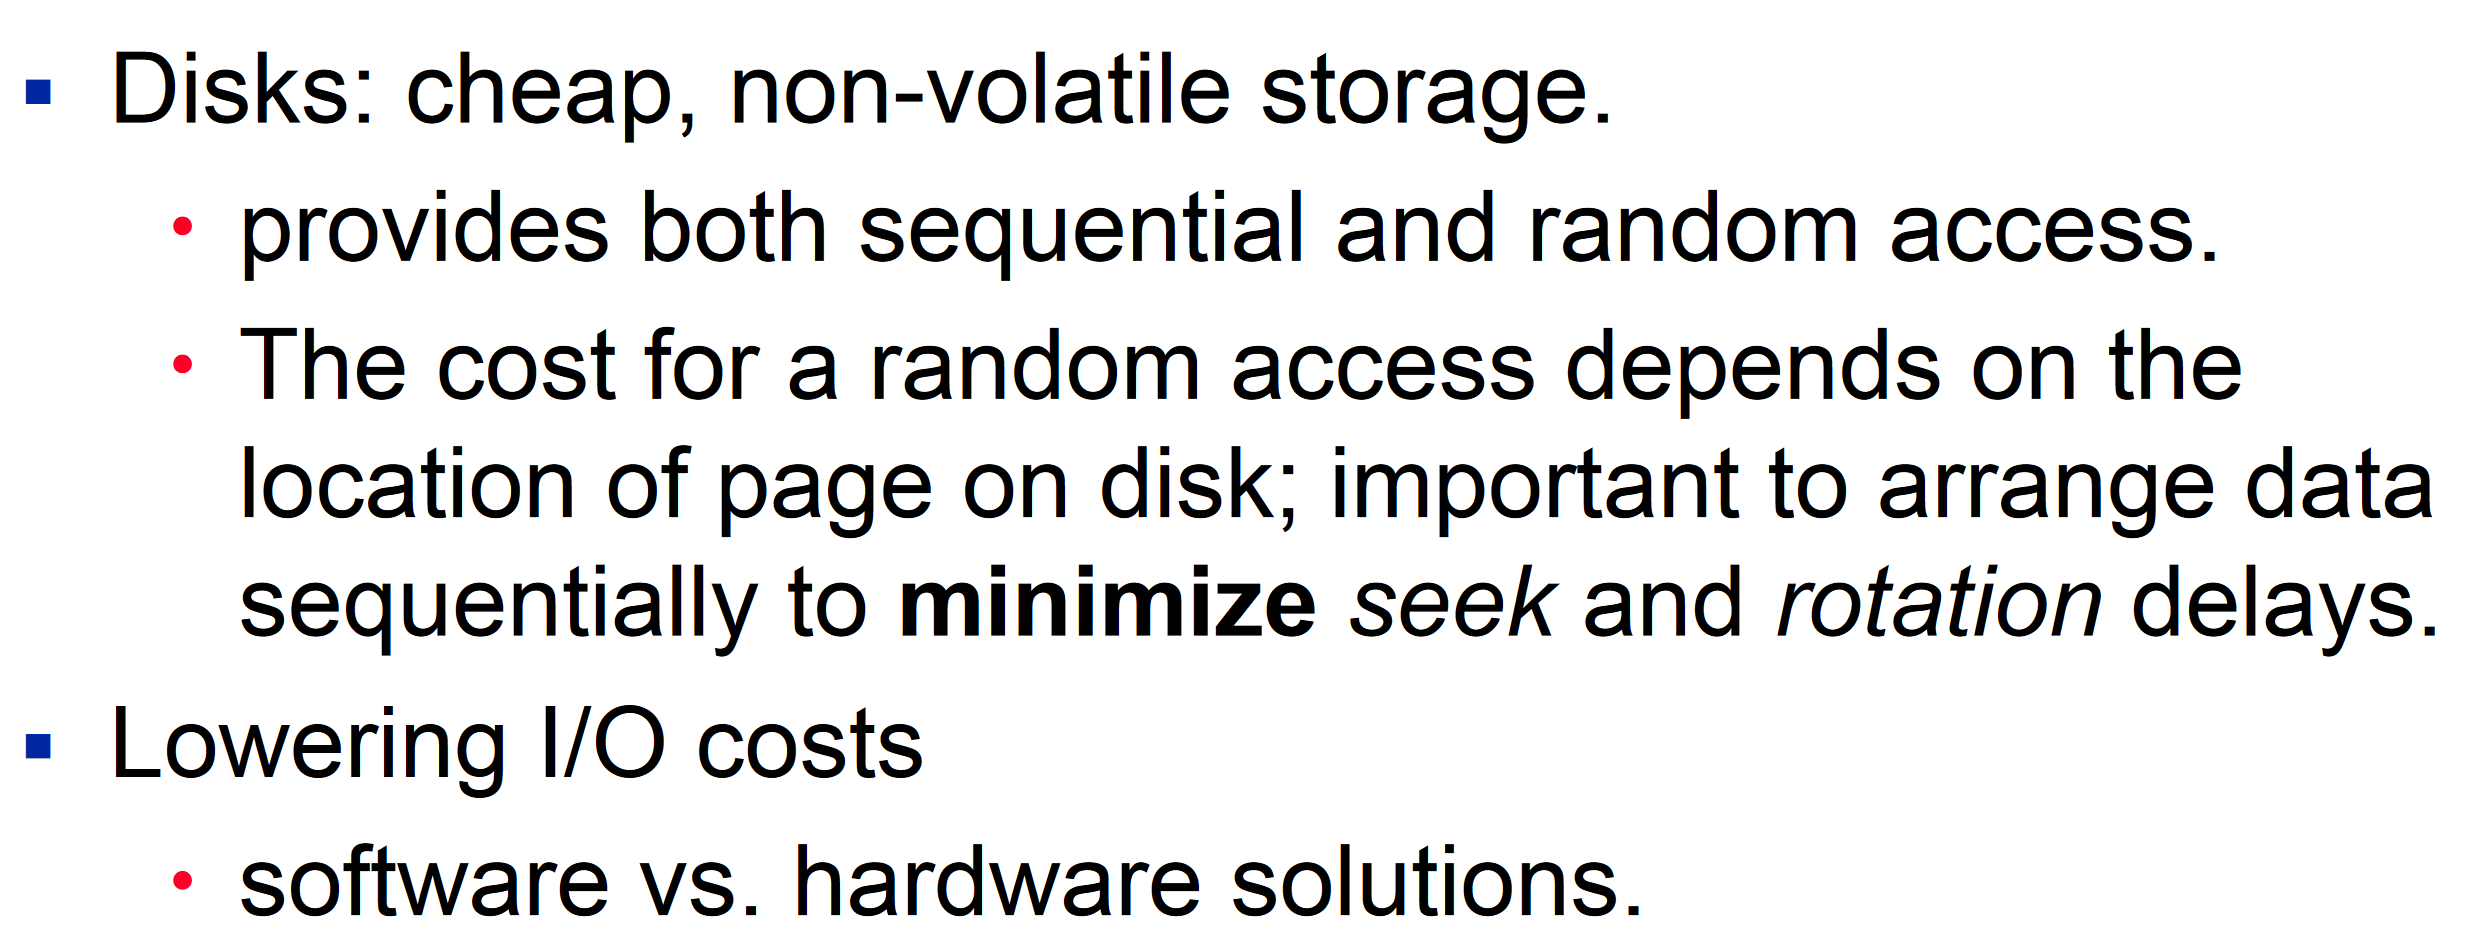 ▪ Disks: cheap, non-volatile storage.
• provides both sequential and random access.
• The cost for a random access depends on the
location of page on disk; important to arrange data
sequentially to minimize seek and rotation delays.
▪ Lowering I/O costs
• software vs. hardware solutions.